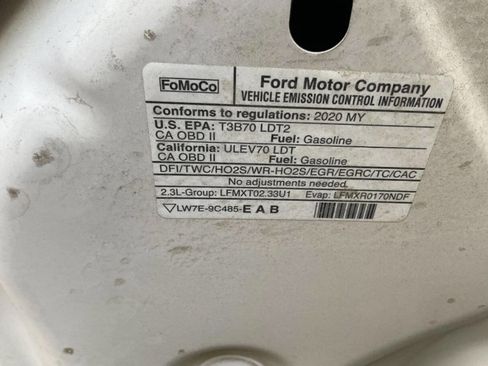 FoMoCo
Ford Motor Company
VEHICLE EMISSION CONTROL INFORMATION
Conforms to regulations: 2020 MY
U.S. EPA: T3B70 LDT2
CA OBD II Fuel: Gasoline
California: ULEV70 LDT
CA OBD II Fuel: Gasoline
DFI/TWC/HO2S/WR-HO2S/EGR/EGRC/TC/CAC
No adjustments needed.
2.3L-Group: LFMXT02.33U1 Evap: LFMXR0170NDF
LW7E-9C485-E A B